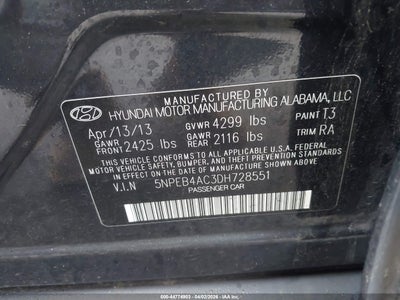 MANUFACTURED BY
HYUNDAI MOTOR MANUFACTURING ALABAMA, LLC
Apr/13/13 GVWR 4299 lbs PAINT T3
GAWR FRONT 2425 lbs GAWR REAR 2116 lbs TRIM RA
THIS VEHICLE CONFORMS TO ALL APPLICABLE U.S. FEDERAL
MOTOR VEHICLE SAFETY, BUMPER, AND THEFT PREVENTION
STANDARDS IN EFFECT ON THE DATE OF MANUFACTURE SHOWN ABOVE.
V.I.N 5NPEB4AC3DH728551
PASSENGER CAR